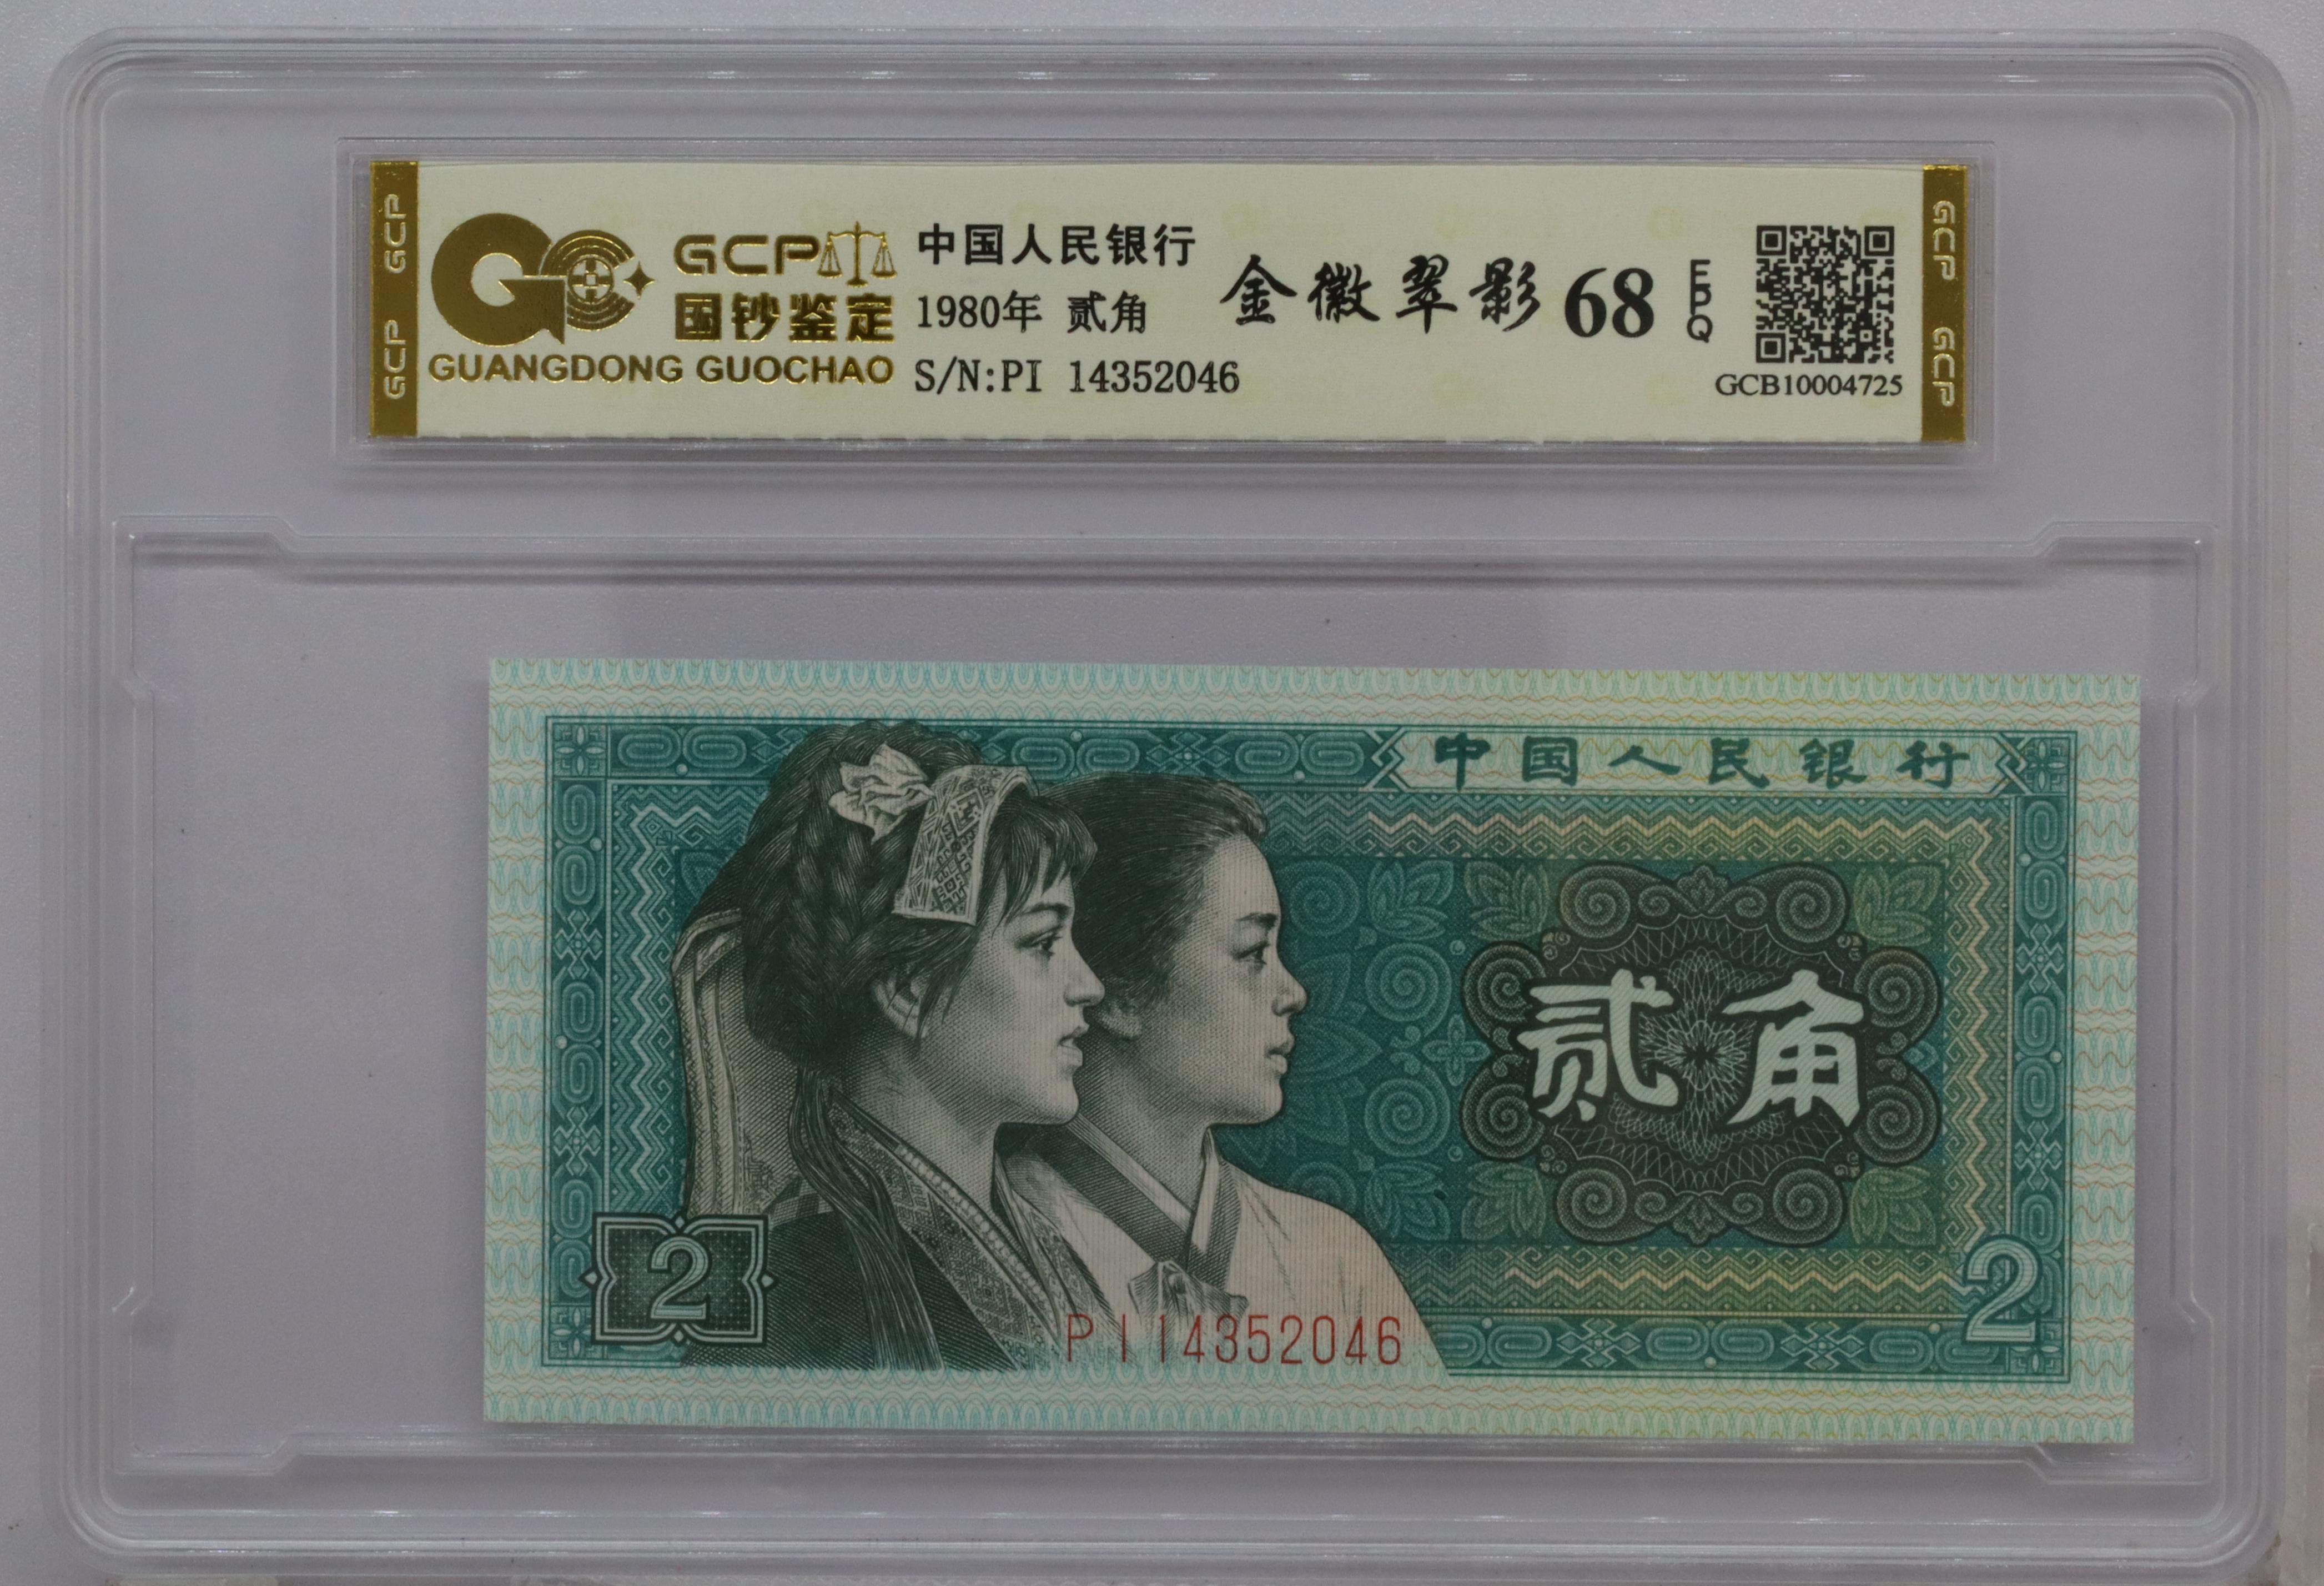 GCP GCP
GCP
国钞鉴定
GUANGDONG GUOCHAO
中国人民银行
1980年 贰角
S/N:PI 14352046
金徽翠影 68 EPQ
GCB10004725
GCP GCP
中国人民银行
贰角
2
PI14352046
2